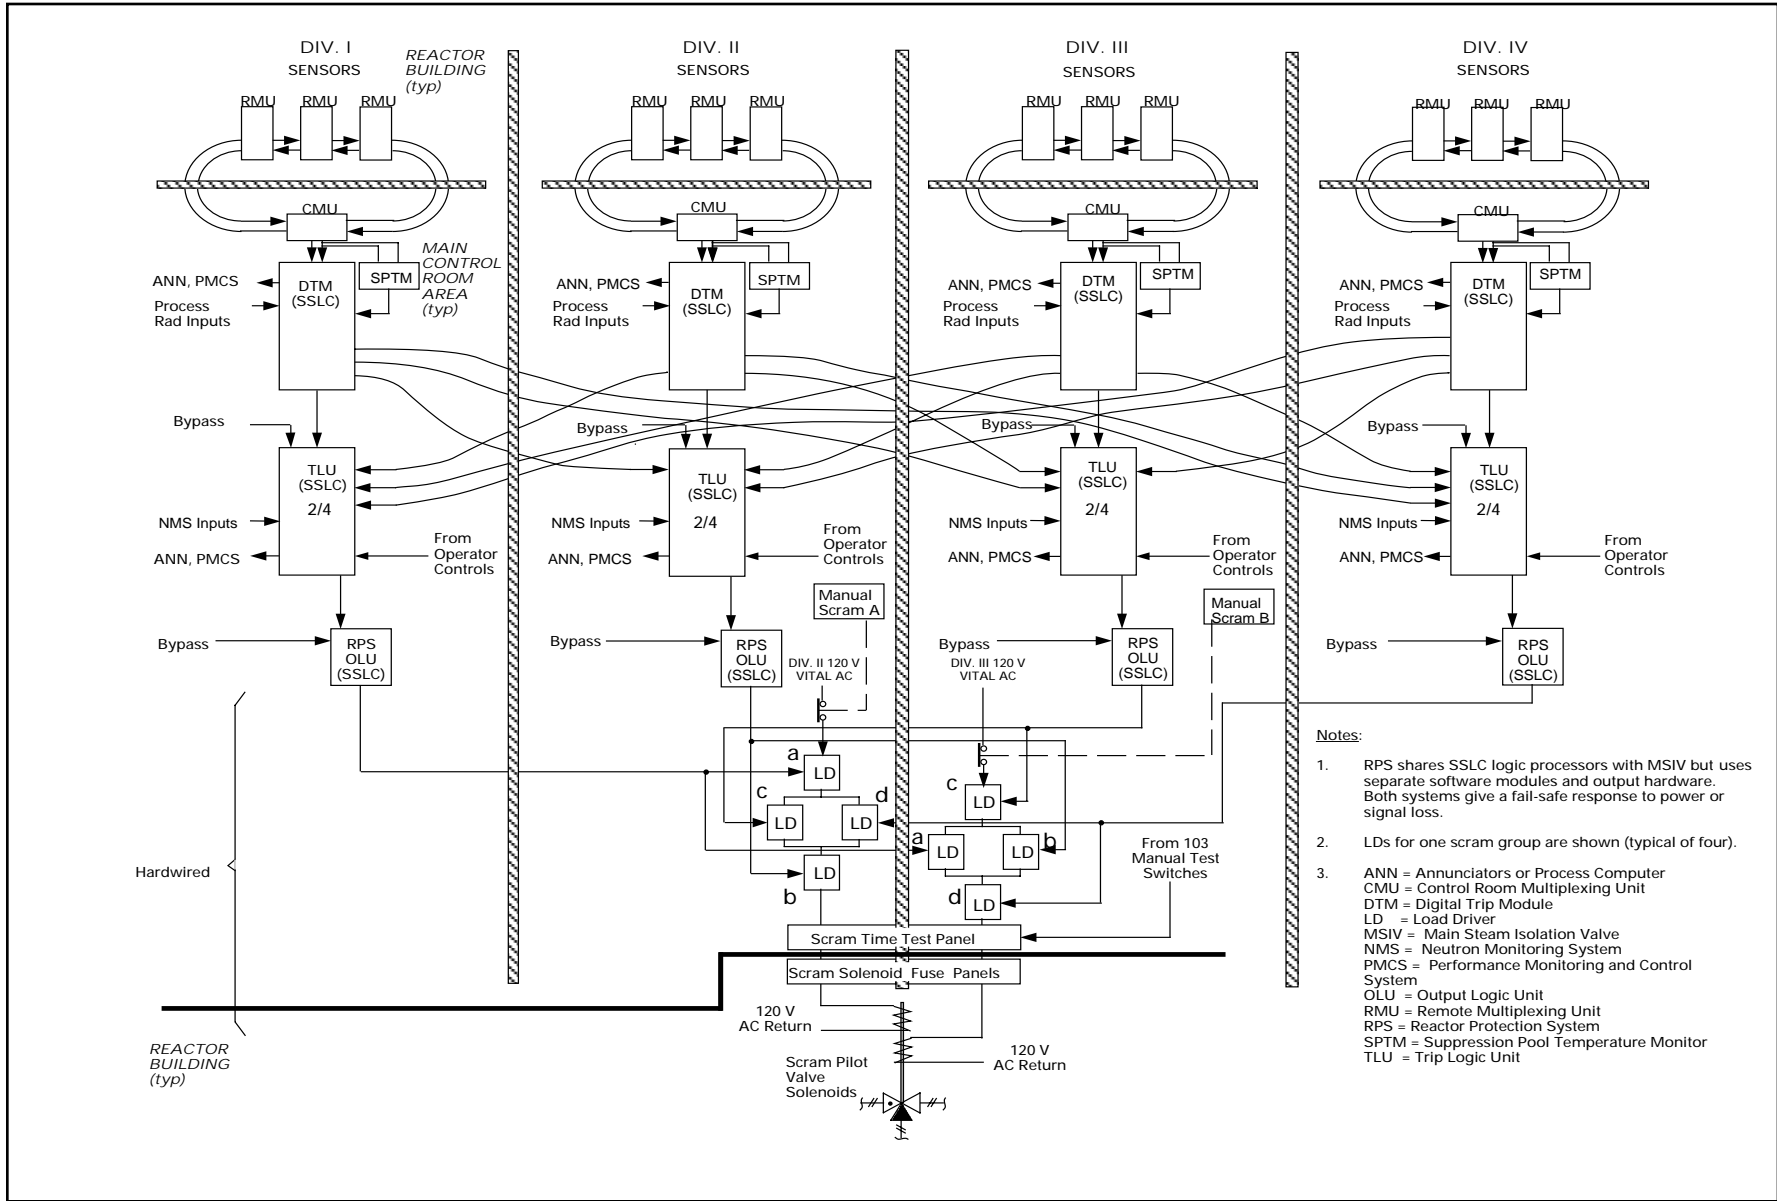 DIV. I
SENSORS
REACTOR
BUILDING
(typ)
DIV. II
SENSORS
DIV. III
SENSORS
DIV. IV
SENSORS
RMU RMU RMU
RMU RMU RMU
RMU RMU RMU
RMU RMU RMU
CMU
CMU
CMU
CMU
MAIN
CONTROL
ROOM
AREA
(typ)
ANN, PMCS
Process
Rad Inputs
DTM
(SSLC)
SPTM
ANN, PMCS
Process
Rad Inputs
DTM
(SSLC)
SPTM
ANN, PMCS
Process
Rad Inputs
DTM
(SSLC)
SPTM
ANN, PMCS
Process
Rad Inputs
DTM
(SSLC)
SPTM
Bypass
TLU
(SSLC)
2/4
NMS Inputs
ANN, PMCS
From
Operator
Controls
Bypass
TLU
(SSLC)
2/4
NMS Inputs
ANN, PMCS
From
Operator
Controls
Bypass
TLU
(SSLC)
2/4
NMS Inputs
ANN, PMCS
From
Operator
Controls
Bypass
TLU
(SSLC)
2/4
NMS Inputs
ANN, PMCS
From
Operator
Controls
Bypass
RPS
OLU
(SSLC)
Bypass
RPS
OLU
(SSLC)
Manual
Scram A
DIV. II 120 V
VITAL AC
Bypass
RPS
OLU
(SSLC)
DIV. III 120 V
VITAL AC
Manual
Scram B
Bypass
RPS
OLU
(SSLC)
Hardwired
a
LD
c
LD
d
LD
LD
b
c
LD
a
LD
b
LD
d
LD
From 103
Manual Test
Switches
Scram Time Test Panel
Scram Solenoid Fuse Panels
120 V
AC Return
120 V
AC Return
Scram Pilot
Valve
Solenoids
REACTOR
BUILDING
(typ)
Notes:
1. RPS shares SSLC logic processors with MSIV but uses
separate software modules and output hardware.
Both systems give a fail-safe response to power or
signal loss.
2. LDs for one scram group are shown (typical of four).
3. ANN = Annunciators or Process Computer
CMU = Control Room Multiplexing Unit
DTM = Digital Trip Module
LD = Load Driver
MSIV = Main Steam Isolation Valve
NMS = Neutron Monitoring System
PMCS = Performance Monitoring and Control
System
OLU = Output Logic Unit
RMU = Remote Multiplexing Unit
RPS = Reactor Protection System
SPTM = Suppression Pool Temperature Monitor
TLU = Trip Logic Unit